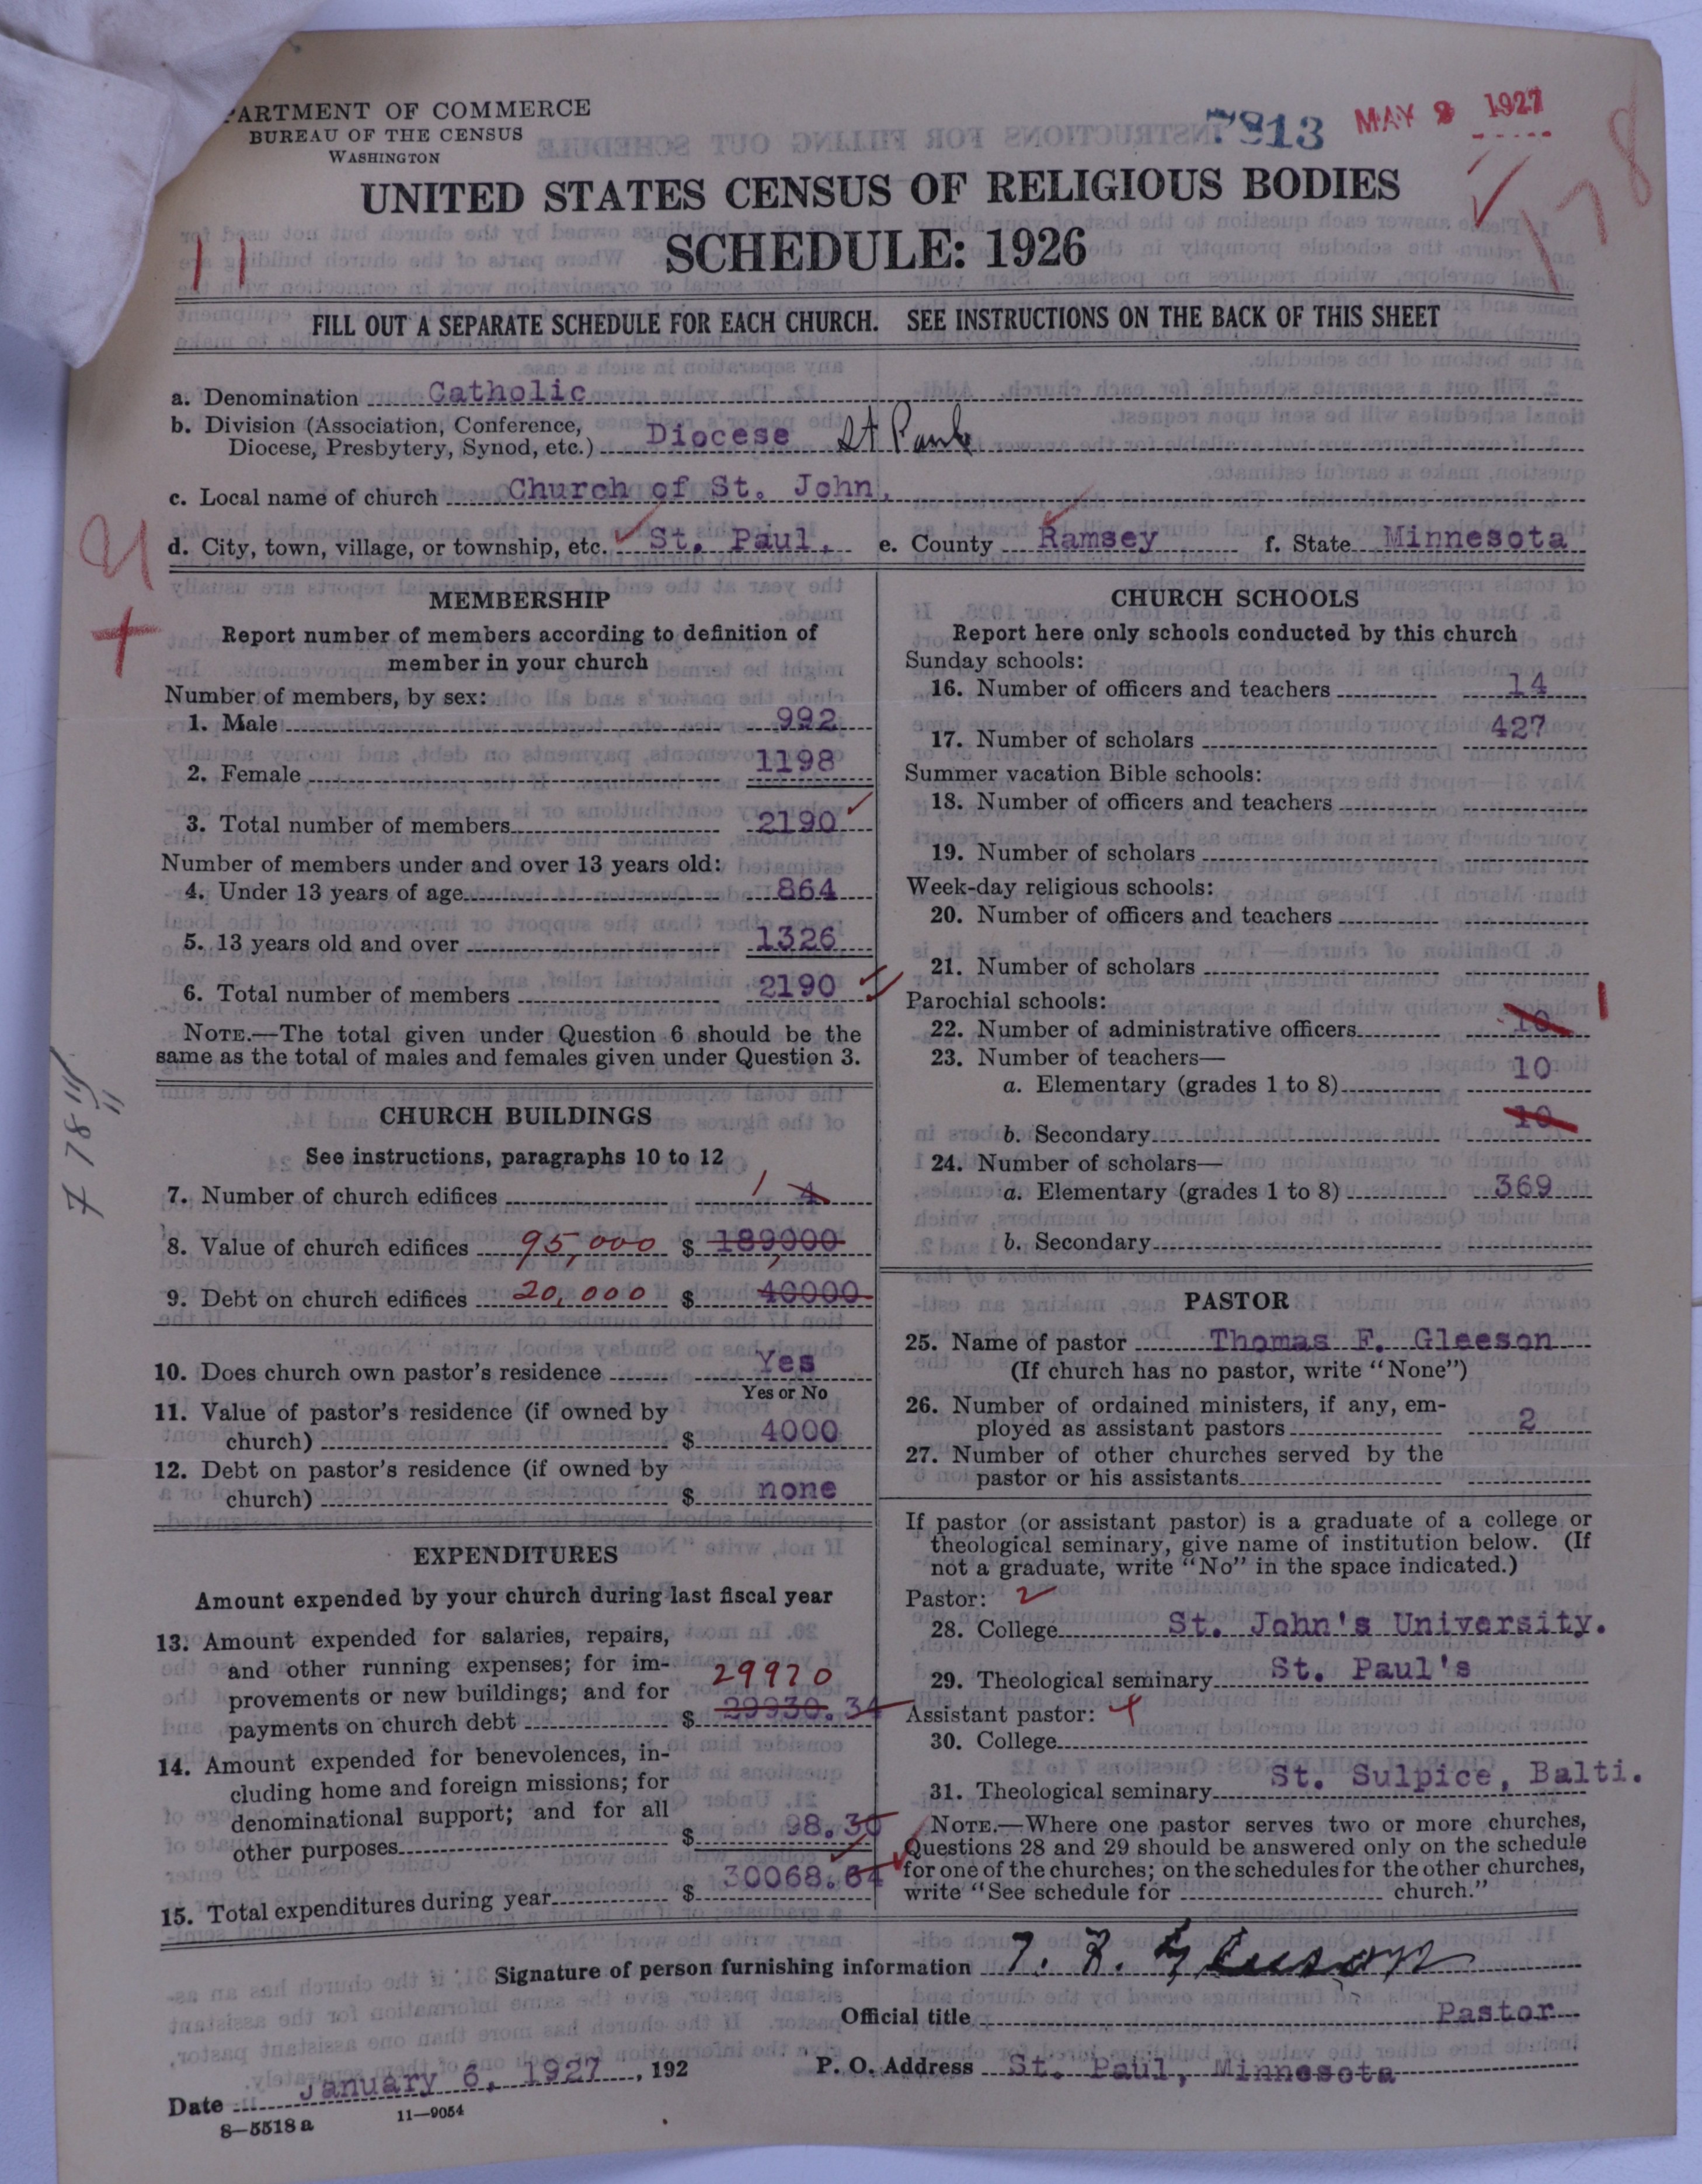 PARTMENT OF COMMERCE
BUREAU OF THE CENSUS
WASHINGTON
7813
MAY 1927
178
UNITED STATES CENSUS OF RELIGIOUS BODIES
SCHEDULE: 1926
11
FILL OUT A SEPARATE SCHEDULE FOR EACH CHURCH. SEE INSTRUCTIONS ON THE BACK OF THIS SHEET
a. Denomination Catholic
b. Division (Association, Conference,
Diocese, Presbytery, Synod, etc.) Diocese St Paul
c. Local name of church Church of St. John,
d. City, town, village, or township, etc. St. Paul, e. County Ramsey f. State Minnesota
MEMBERSHIP
Report number of members according to definition of
member in your church
Number of members, by sex:
1. Male 992
2. Female 1198
3. Total number of members 2190
Number of members under and over 13 years old:
4. Under 13 years of age 864
5. 13 years old and over 1326
6. Total number of members 2190
NOTE.—The total given under Question 6 should be the
same as the total of males and females given under Question 3.
CHURCH BUILDINGS
See instructions, paragraphs 10 to 12
7. Number of church edifices 1 4
8. Value of church edifices 95,000 $ 189000
9. Debt on church edifices 20,000 $ 40000
10. Does church own pastor's residence Yes
Yes or No
11. Value of pastor's residence (if owned by
church) $ 4000
12. Debt on pastor's residence (if owned by
church) $ none
EXPENDITURES
Amount expended by your church during last fiscal year
13. Amount expended for salaries, repairs,
and other running expenses; for im-
provements or new buildings; and for 29970
payments on church debt $ 29930.34
14. Amount expended for benevolences, in-
cluding home and foreign missions; for
denominational support; and for all
other purposes $ 98.30
15. Total expenditures during year $ 30068.64
CHURCH SCHOOLS
Report here only schools conducted by this church
Sunday schools:
16. Number of officers and teachers 14
17. Number of scholars 427
Summer vacation Bible schools:
18. Number of officers and teachers
19. Number of scholars
Week-day religious schools:
20. Number of officers and teachers
21. Number of scholars
Parochial schools:
22. Number of administrative officers 10 1
23. Number of teachers—
a. Elementary (grades 1 to 8) 10
b. Secondary 10
24. Number of scholars—
a. Elementary (grades 1 to 8) 369
b. Secondary
PASTOR
25. Name of pastor Thomas F. Gleeson
(If church has no pastor, write "None")
26. Number of ordained ministers, if any, em-
ployed as assistant pastors 2
27. Number of other churches served by the
pastor or his assistants
If pastor (or assistant pastor) is a graduate of a college or
theological seminary, give name of institution below. (If
not a graduate, write "No" in the space indicated.)
Pastor: 2
28. College St. John's University.
29. Theological seminary St. Paul's
Assistant pastor:
30. College
31. Theological seminary St. Sulpice, Balti.
NOTE.—Where one pastor serves two or more churches,
Questions 28 and 29 should be answered only on the schedule
for one of the churches; on the schedules for the other churches,
write "See schedule for church."
Signature of person furnishing information T. F. Gleeson
Official title Pastor
Date January 6, 1927, 192 P. O. Address St. Paul, Minnesota
8—5518 a 11—9054